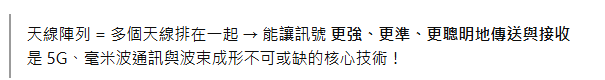 天線陣列 = 多個天線排在一起 → 能讓訊號 更強、更準、更聰明地傳送與接收
是 5G、毫米波通訊與波束成形不可或缺的核心技術！